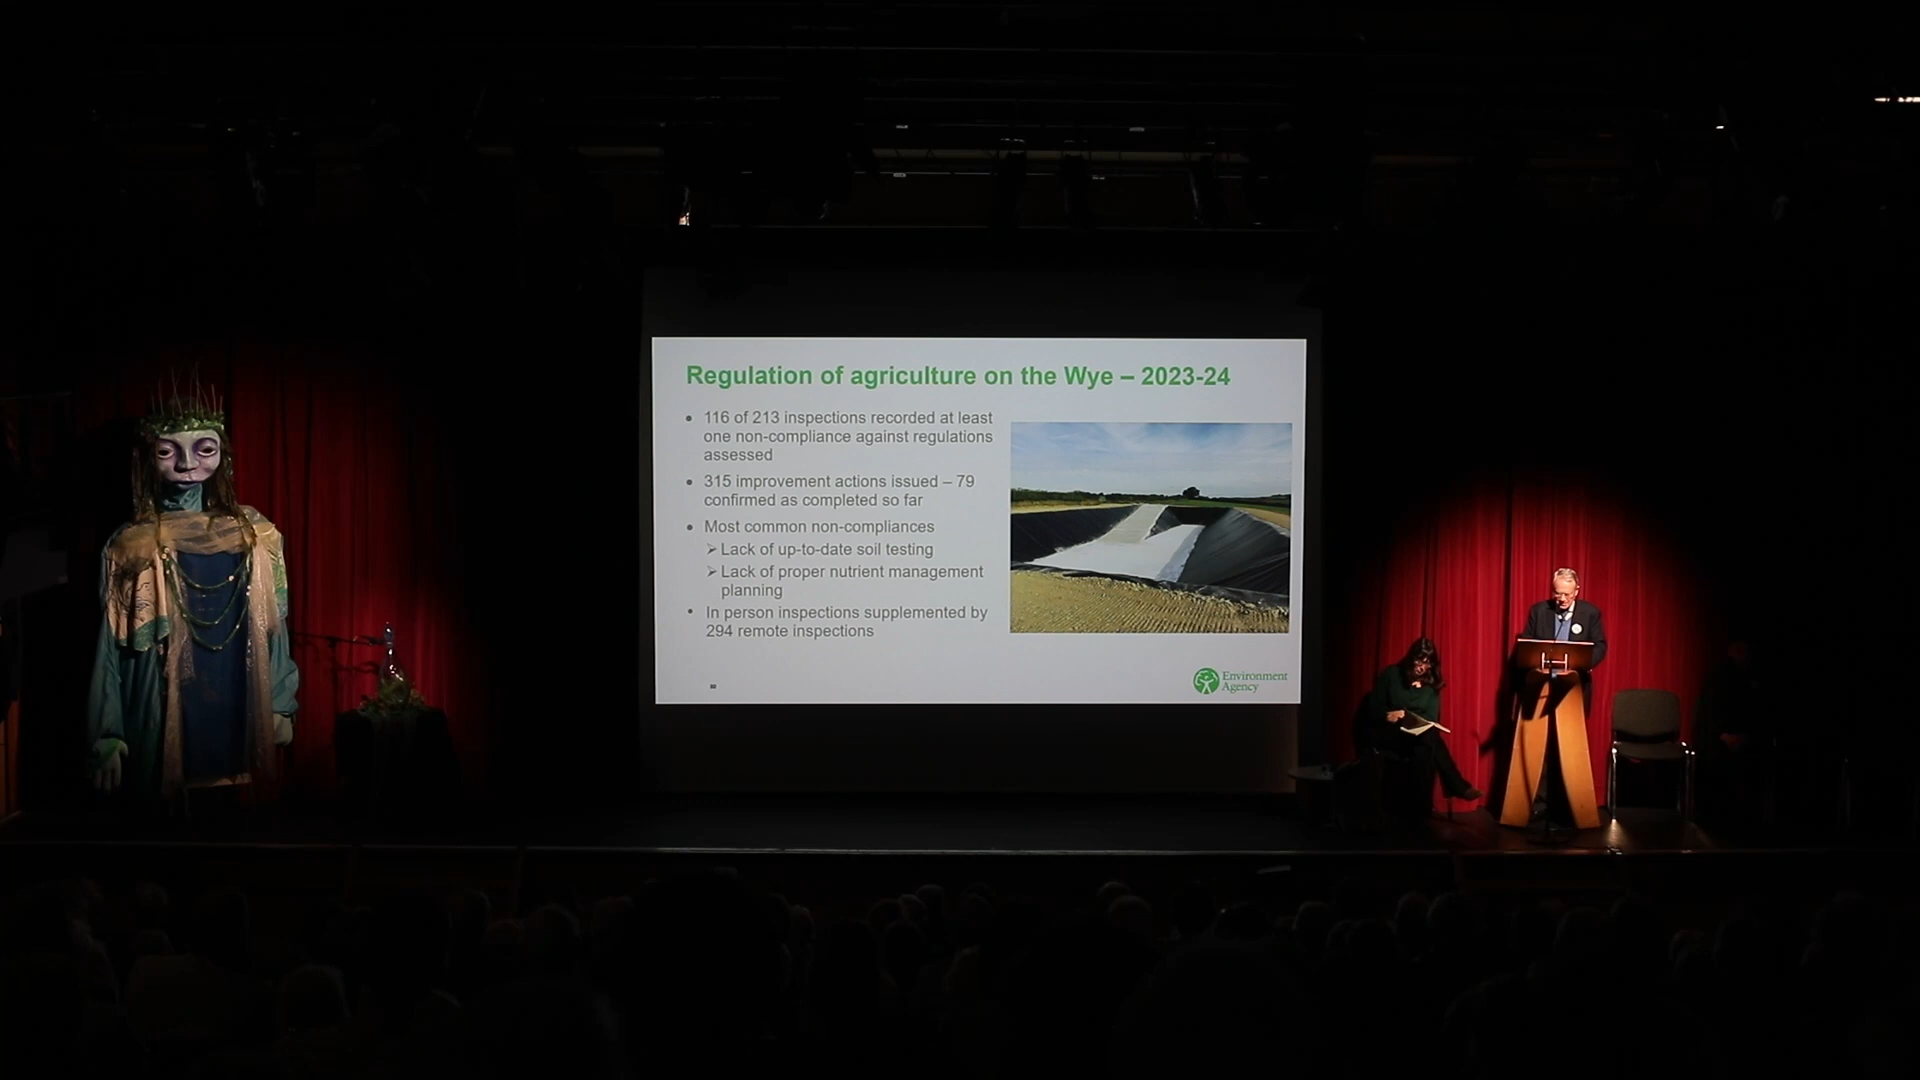 Regulation of agriculture on the Wye – 2023-24
• 116 of 213 inspections recorded at least
one non-compliance against regulations
assessed
• 315 improvement actions issued – 79
confirmed as completed so far
• Most common non-compliances
➢ Lack of up-to-date soil testing
➢ Lack of proper nutrient management
planning
• In person inspections supplemented by
294 remote inspections
Environment
Agency